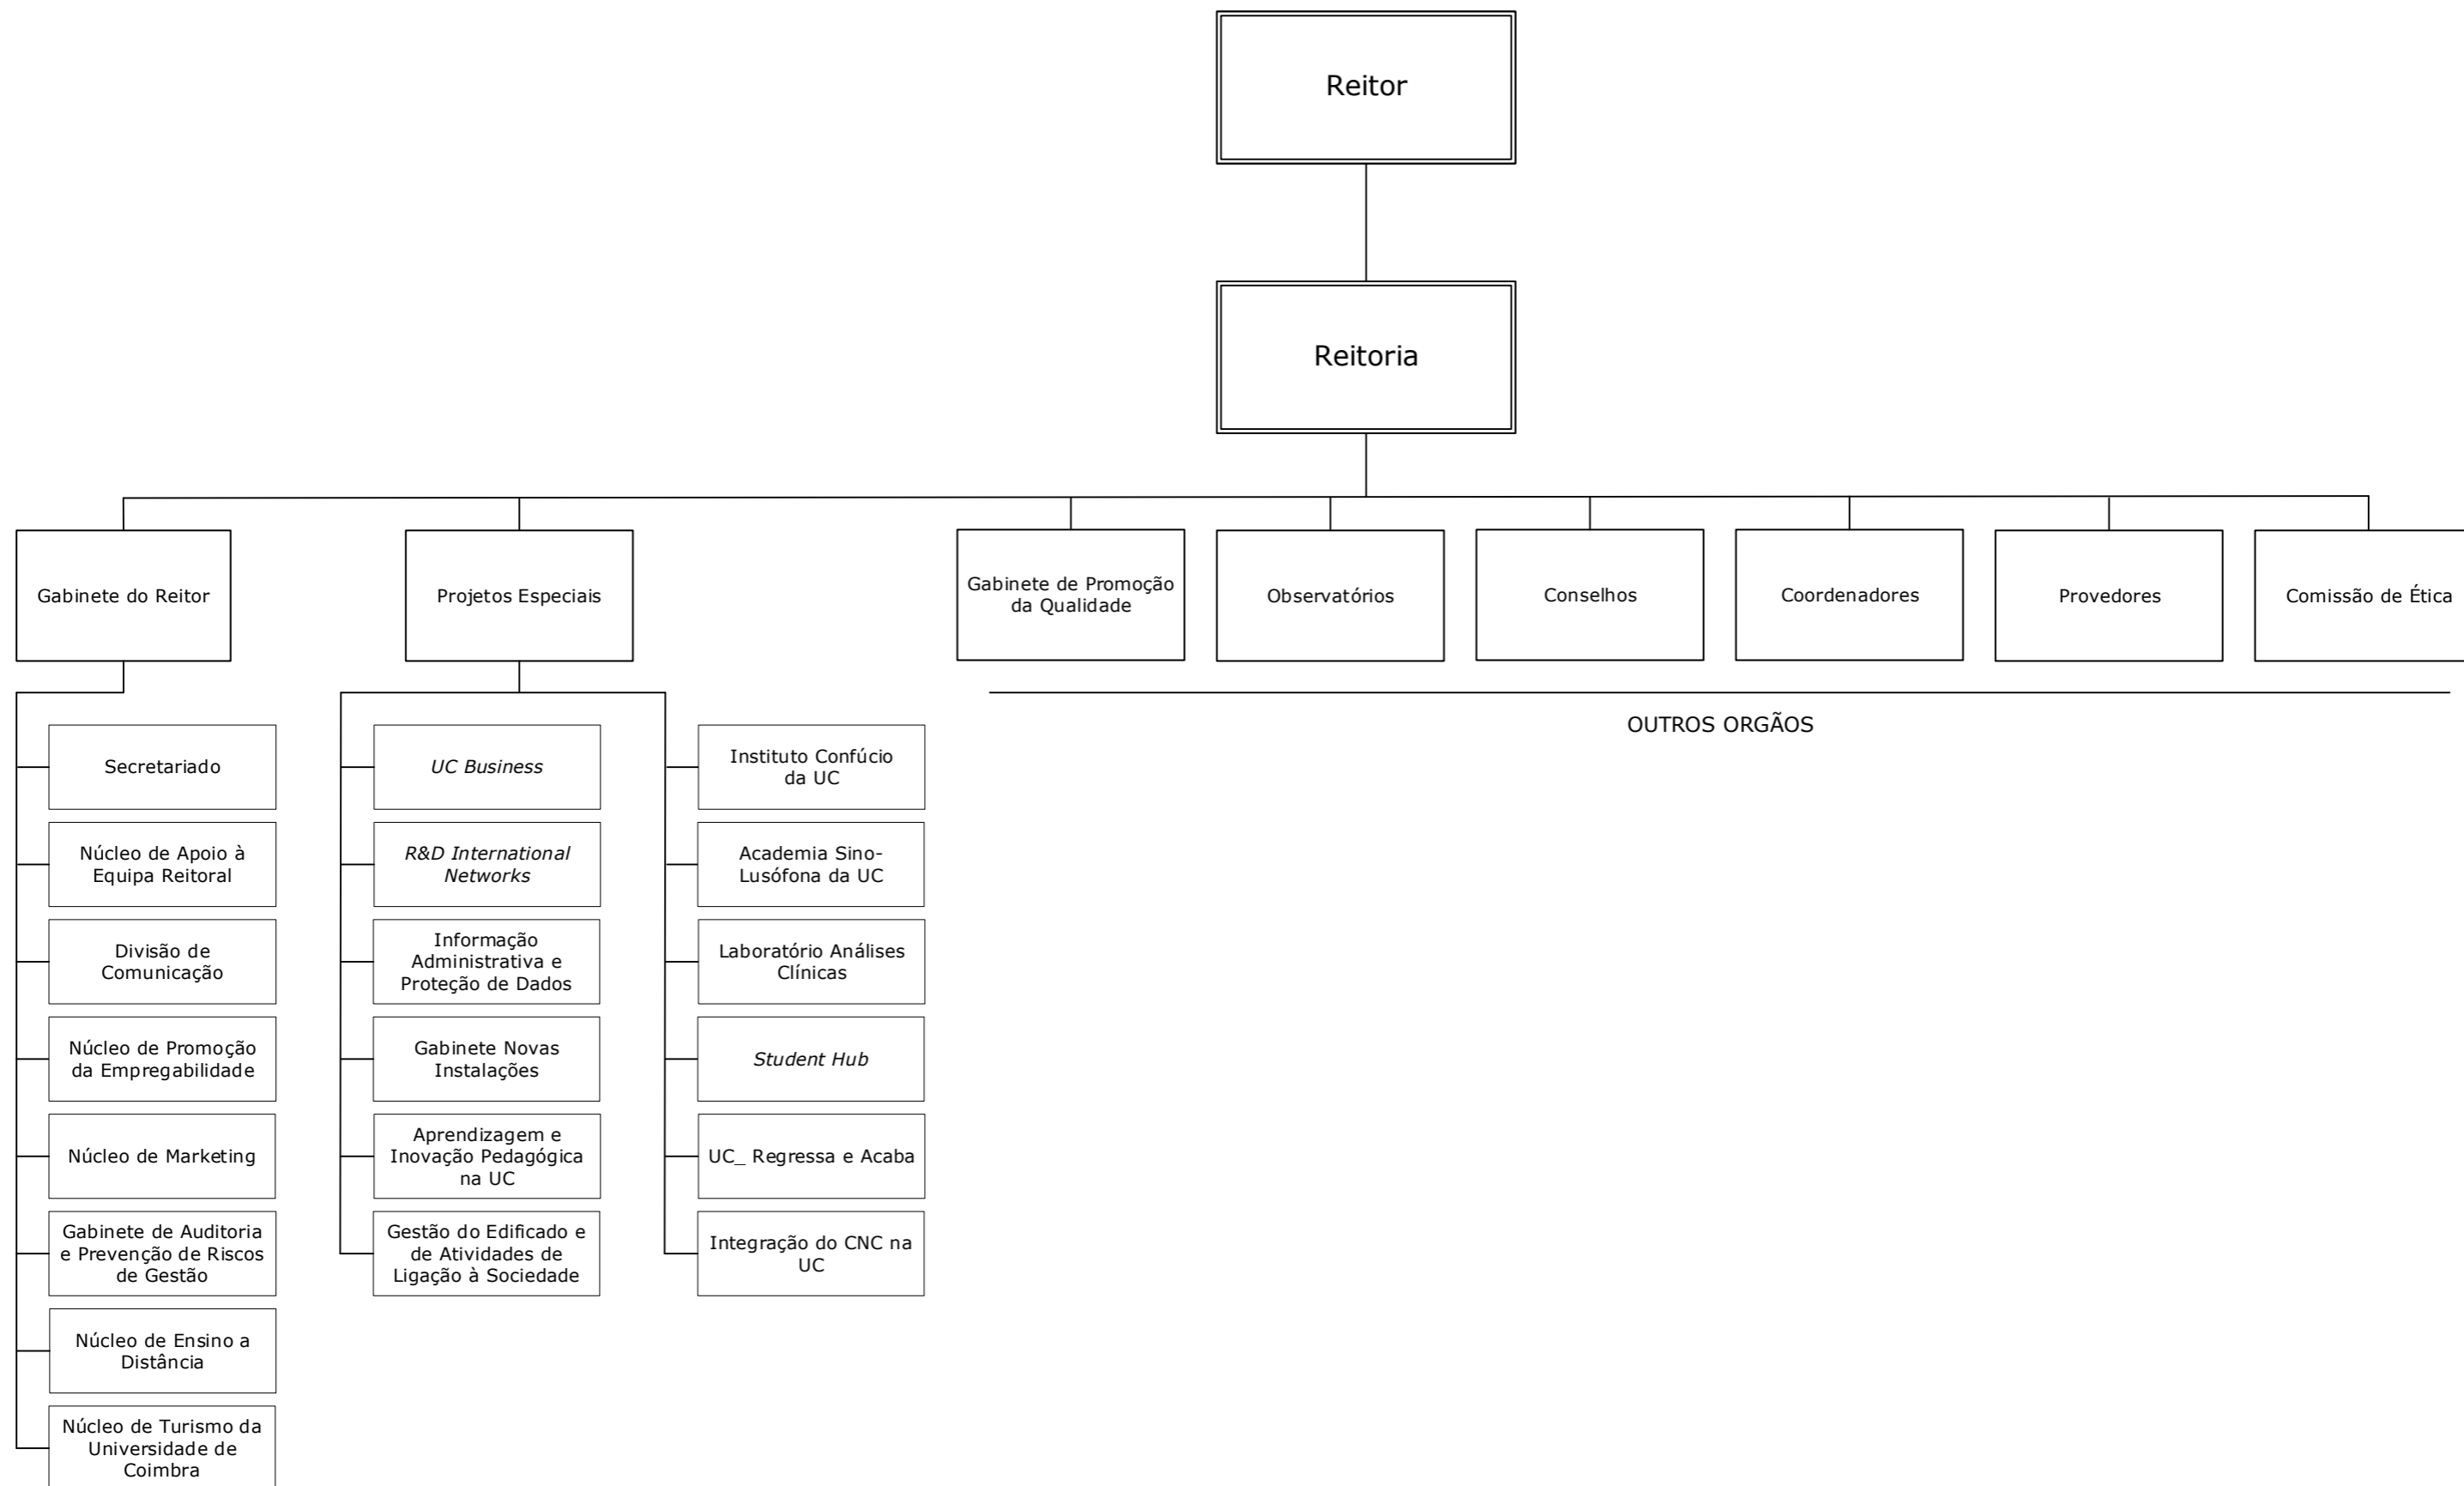 Reitor
Reitoria
Gabinete do Reitor
Projetos Especiais
Gabinete de Promoção
da Qualidade
Observatórios
Conselhos
Coordenadores
Provedores
Comissão de Ética
OUTROS ORGÃOS
Secretariado
Núcleo de Apoio à
Equipa Reitoral
Divisão de
Comunicação
Núcleo de Promoção
da Empregabilidade
Núcleo de Marketing
Gabinete de Auditoria
e Prevenção de Riscos
de Gestão
Núcleo de Ensino a
Distância
Núcleo de Turismo da
Universidade de
Coimbra
UC Business
R&D International
Networks
Informação
Administrativa e
Proteção de Dados
Gabinete Novas
Instalações
Aprendizagem e
Inovação Pedagógica
na UC
Gestão do Edificado e
de Atividades de
Ligação à Sociedade
Instituto Confúcio
da UC
Academia Sino-
Lusófona da UC
Laboratório Análises
Clínicas
Student Hub
UC_ Regressa e Acaba
Integração do CNC na
UC